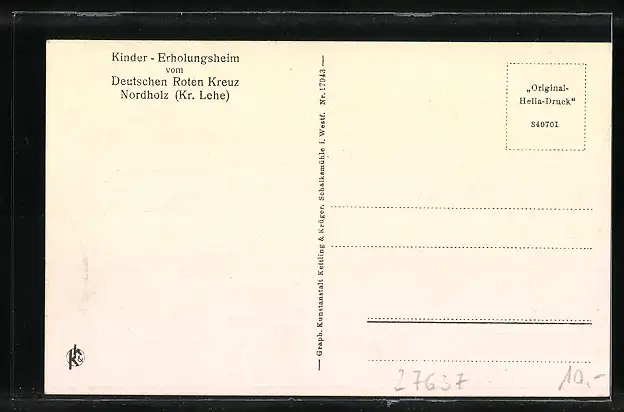 Kinder - Erholungsheim
vom
Deutschen Roten Kreuz
Nordholz (Kr. Lehe)
— Graph. Kunstanstalt Kettling & Krüger, Schalksmühle i. Westf. Nr. 17943 —
„Original-
Hella-Druck“
S4070I
K&K
27637
10,-